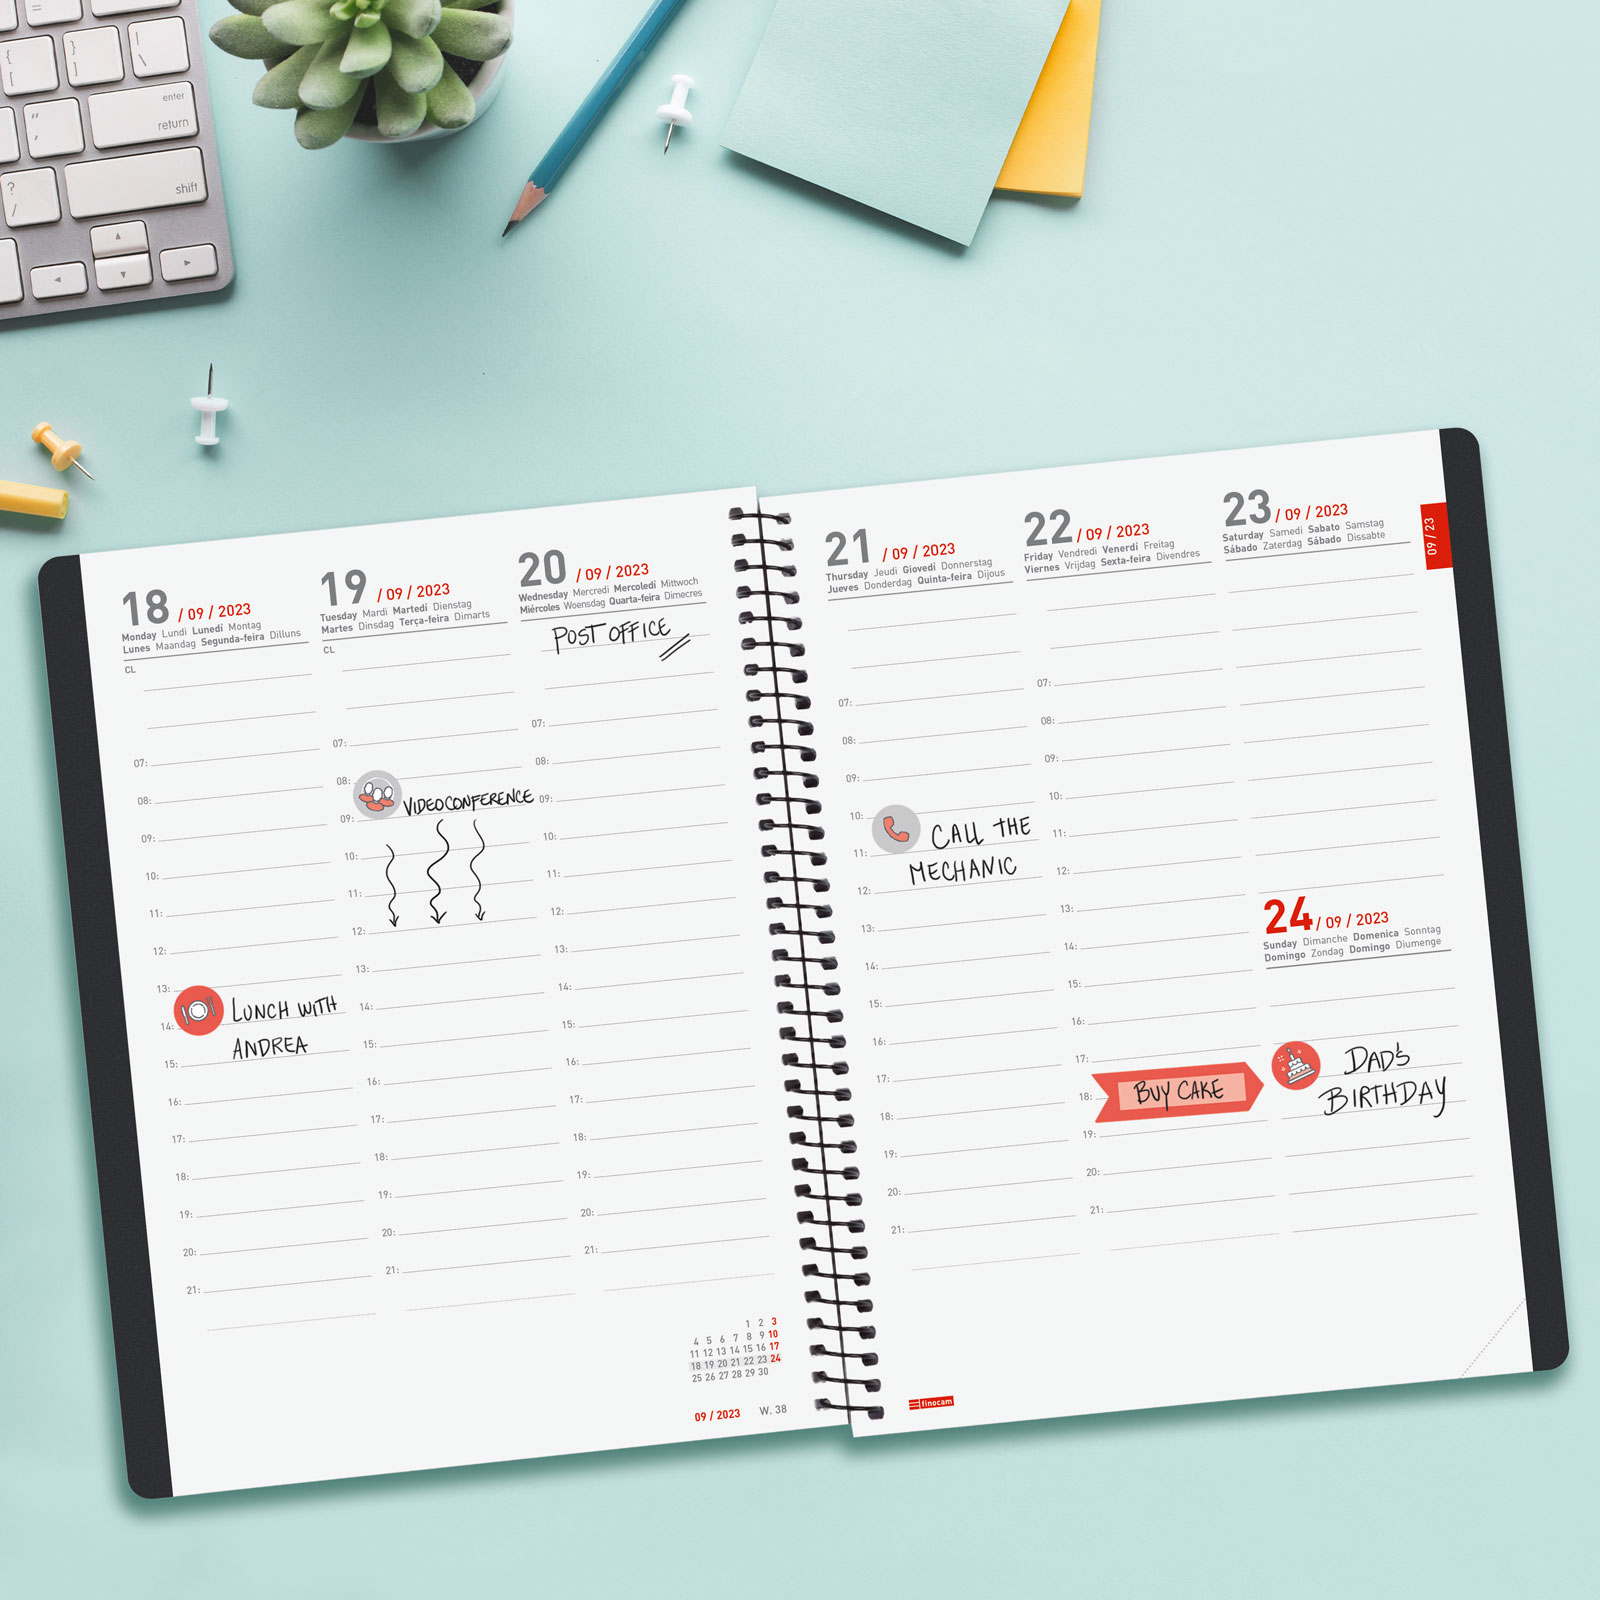 enter
return
shift
18 / 09 / 2023
Monday Lundi Lunedì Montag
Lunes Maandag Segunda-feira Dilluns
CL
07:
08:
09:
10:
11:
12:
13:
14:
LUNCH WITH
ANDREA
15:
16:
17:
18:
19:
20:
21:
19 / 09 / 2023
Tuesday Mardi Martedì Dienstag
Martes Dinsdag Terça-feira Dimarts
CL
07:
08:
VIDEOCONFERENCE
09:
10:
11:
12:
13:
14:
15:
16:
17:
18:
19:
20:
21:
20 / 09 / 2023
Wednesday Mercredi Mercoledì Mittwoch
Miércoles Woensdag Quarta-feira Dimecres
POST OFFICE
07:
08:
09:
10:
11:
12:
13:
14:
15:
16:
17:
18:
19:
20:
21:
1 2 3
4 5 6 7 8 9 10
11 12 13 14 15 16 17
18 19 20 21 22 23 24
25 26 27 28 29 30
09 / 2023 W. 38
21 / 09 / 2023
Thursday Jeudi Giovedì Donnerstag
Jueves Donderdag Quinta-feira Dijous
07:
08:
09:
10:
CALL THE
11:
MECHANIC
12:
13:
14:
15:
16:
17:
18:
19:
20:
21:
finocam
22 / 09 / 2023
Friday Vendredi Venerdì Freitag
Viernes Vrijdag Sexta-feira Divendres
07:
08:
09:
10:
11:
12:
13:
14:
15:
16:
17:
18:
BUY CAKE
19:
20:
21:
23 / 09 / 2023
Saturday Samedi Sabato Samstag
Sábado Zaterdag Sábado Dissabte
24 / 09 / 2023
Sunday Dimanche Domenica Sonntag
Domingo Zondag Domingo Diumenge
DAD'S
BIRTHDAY
09 / 23